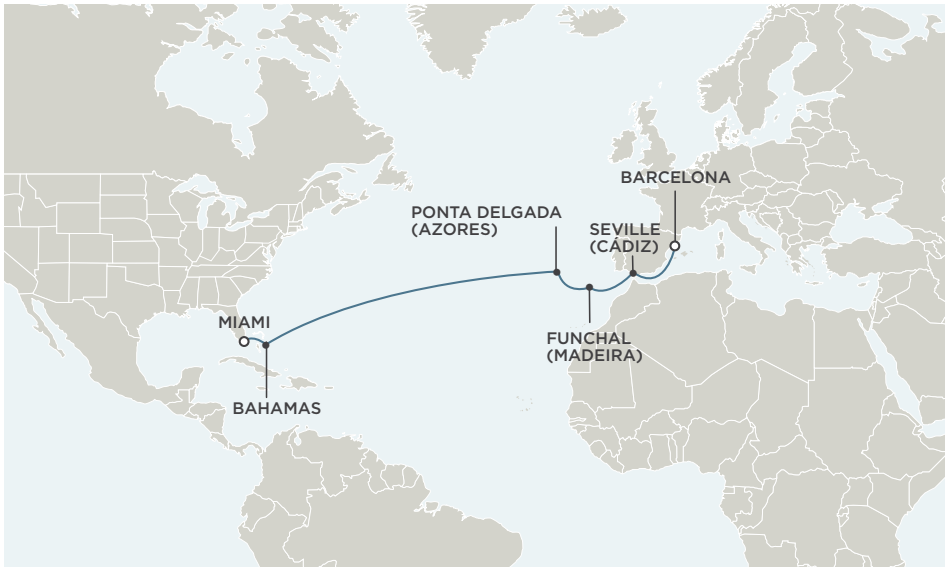 BARCELONA
PONTA DELGADA
(AZORES)
SEVILLE
(CÁDIZ)
MIAMI
FUNCHAL
(MADEIRA)
BAHAMAS